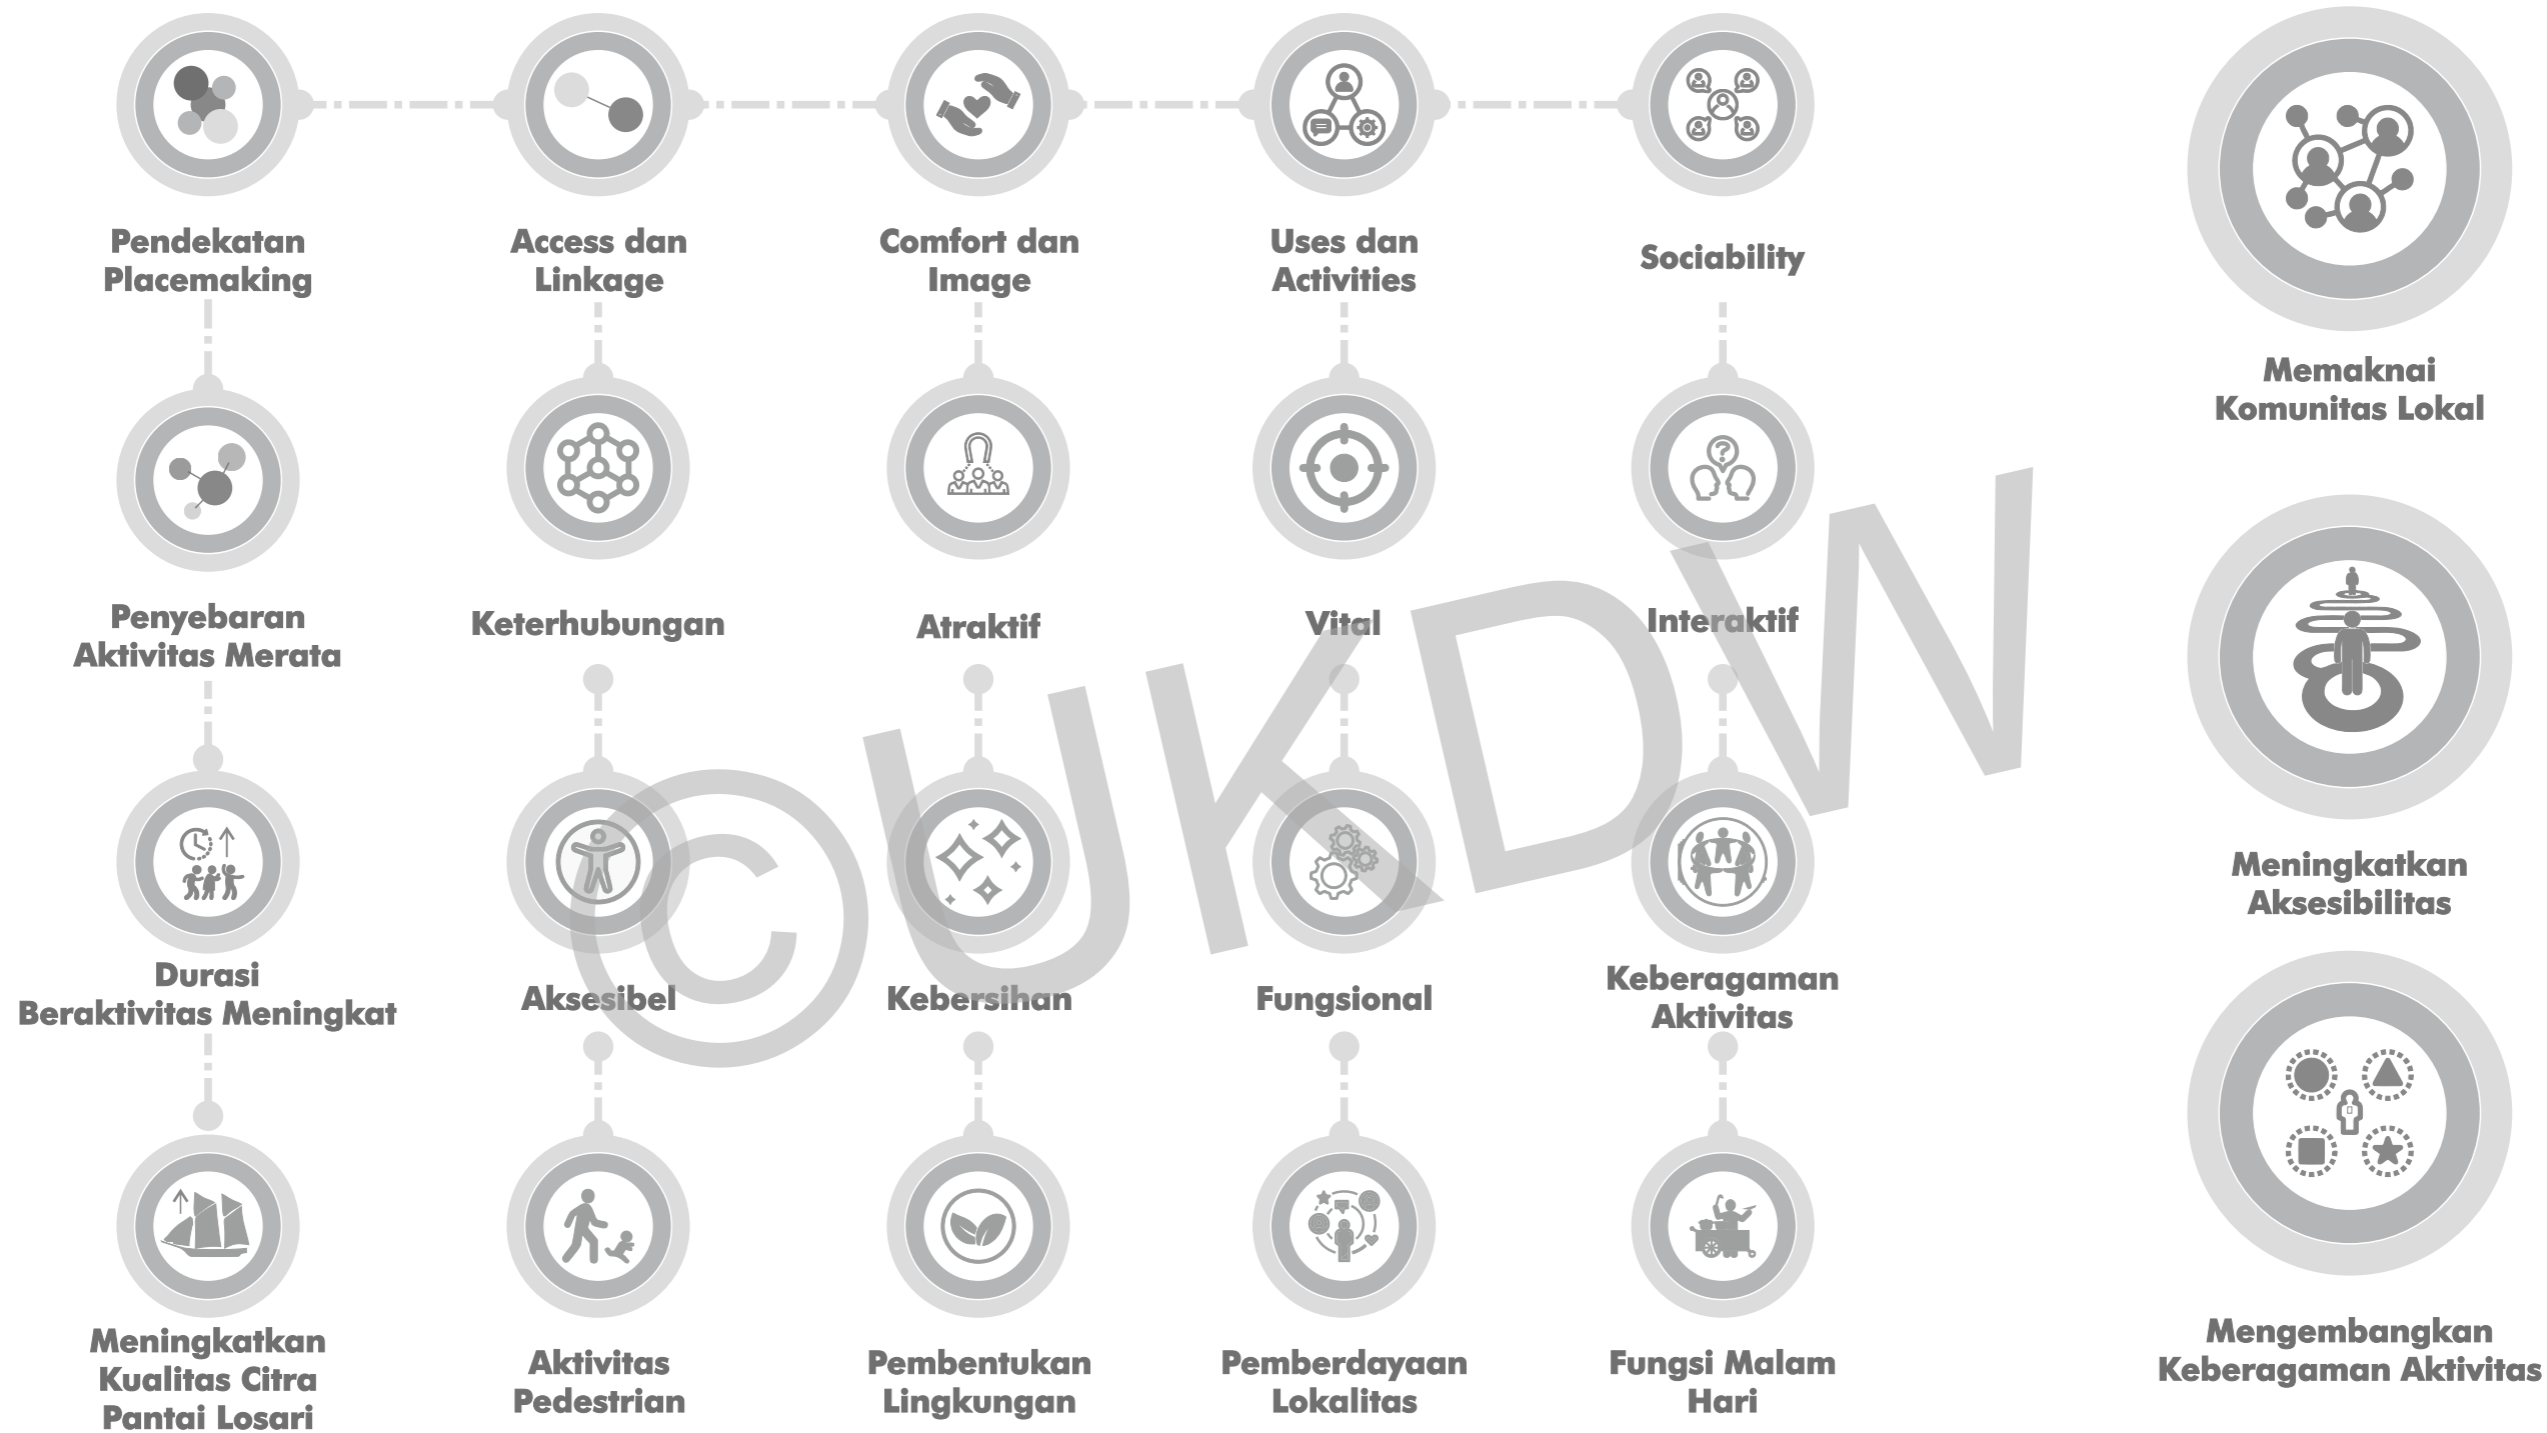 Pendekatan
Placemaking
Access dan
Linkage
Comfort dan
Image
Uses dan
Activities
Sociability
Memaknai
Komunitas Lokal
Penyebaran
Aktivitas Merata
Keterhubungan
Atraktif
Vital
Interaktif
Meningkatkan
Aksesibilitas
Durasi
Beraktivitas Meningkat
Aksesibel
Kebersihan
Fungsional
Keberagaman
Aktivitas
Meningkatkan
Kualitas Citra
Pantai Losari
Aktivitas
Pedestrian
Pembentukan
Lingkungan
Pemberdayaan
Lokalitas
Fungsi Malam
Hari
Mengembangkan
Keberagaman Aktivitas
©UKDW